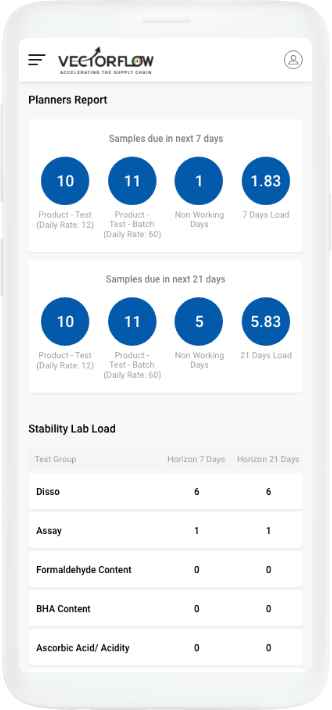 VECTORFLOW
ACCELERATING THE SUPPLY CHAIN
Planners Report
Samples due in next 7 days
10 11 1 1.83
Product - Test Product - Non Working 7 Days Load
(Daily Rate: 12) Test - Batch Days
(Daily Rate: 60)
Samples due in next 21 days
10 11 5 5.83
Product - Test Product - Non Working 21 Days Load
(Daily Rate: 12) Test - Batch Days
(Daily Rate: 60)
Stability Lab Load
Test Group Horizon 7 Days Horizon 21 Days
Disso 6 6
Assay 1 1
Formaldehyde Content 0 0
BHA Content 0 0
Ascorbic Acid/ Acidity 0 0